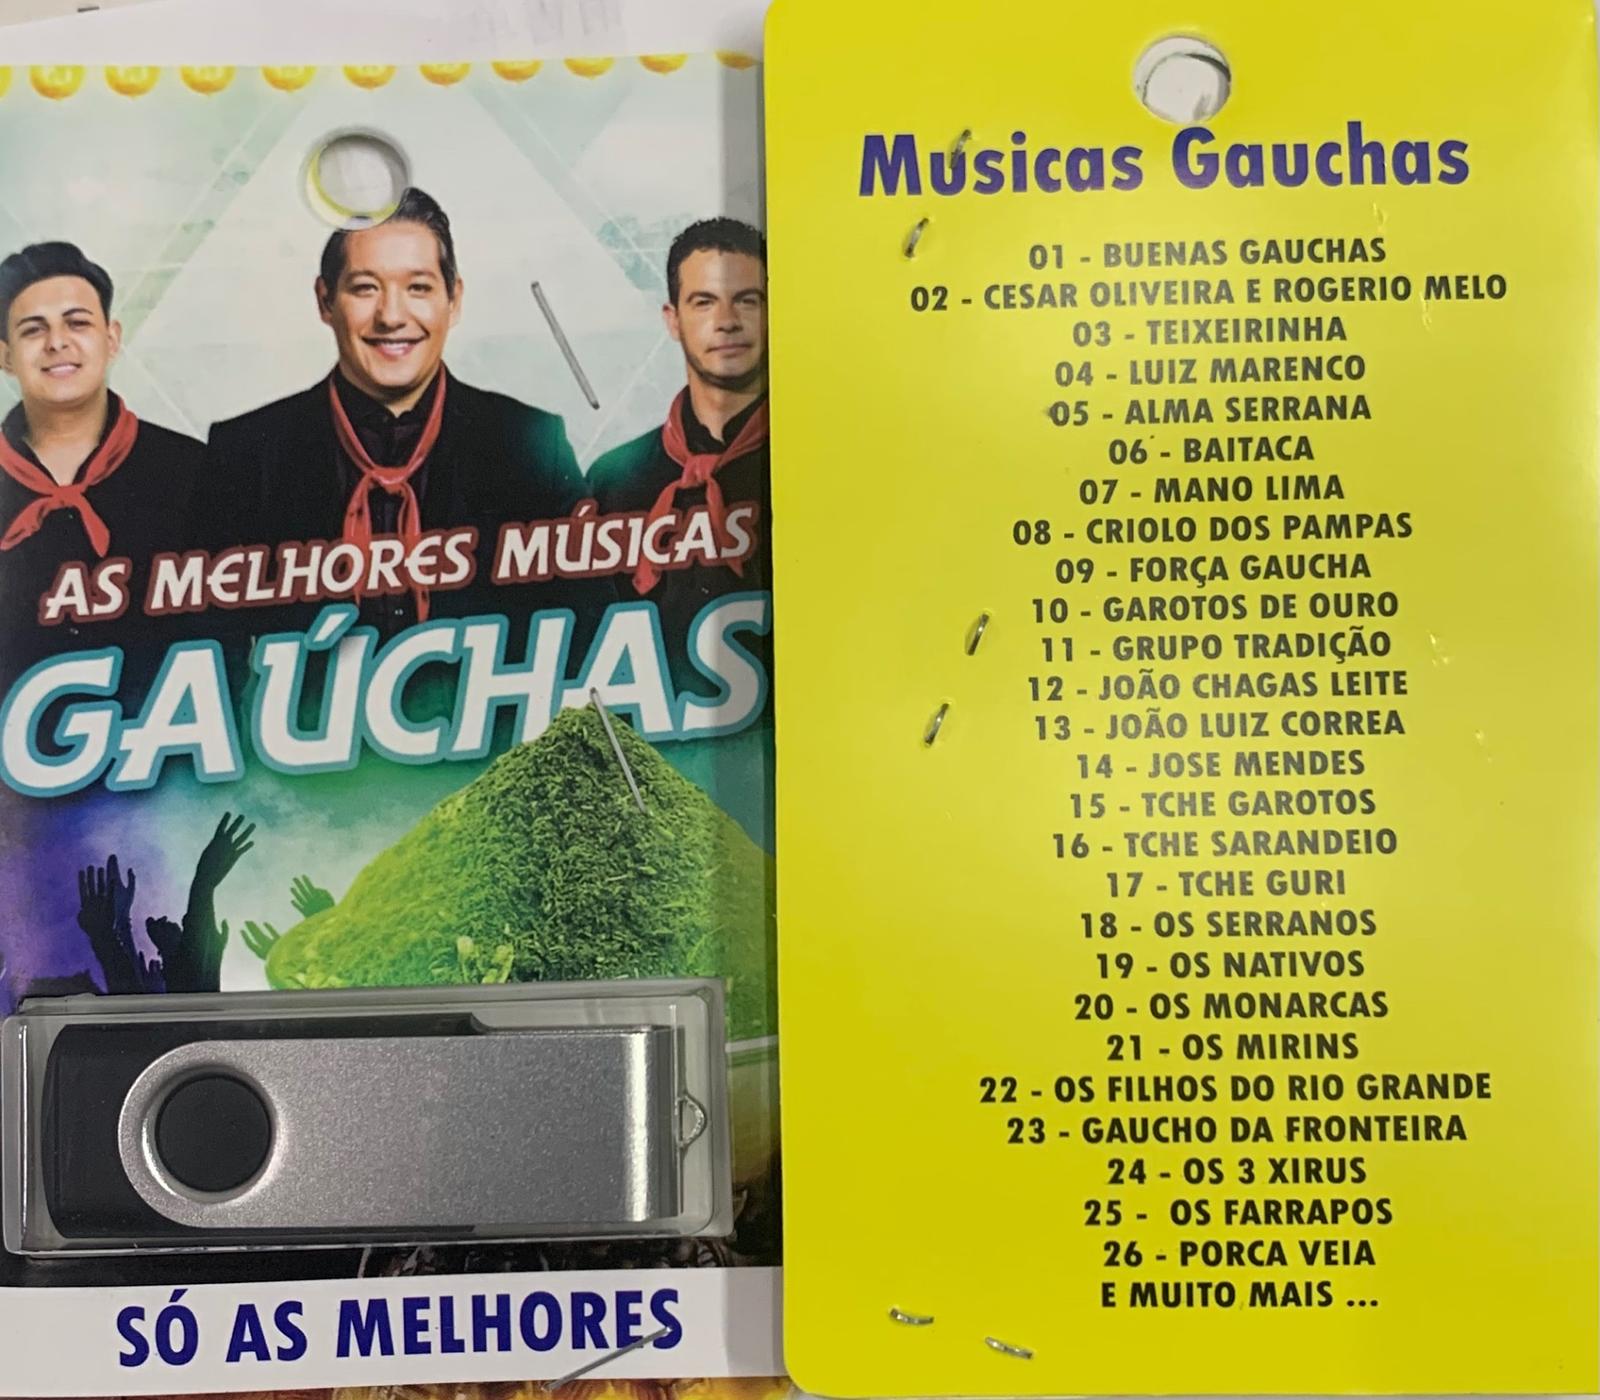 AS MELHORES MÚSICAS
GAÚCHAS
SÓ AS MELHORES
Músicas Gauchas
01 - BUENAS GAUCHAS
02 - CESAR OLIVEIRA E ROGERIO MELO
03 - TEIXEIRINHA
04 - LUIZ MARENCO
05 - ALMA SERRANA
06 - BAITACA
07 - MANO LIMA
08 - CRIOLO DOS PAMPAS
09 - FORÇA GAUCHA
10 - GAROTOS DE OURO
11 - GRUPO TRADIÇÃO
12 - JOÃO CHAGAS LEITE
13 - JOÃO LUIZ CORREA
14 - JOSE MENDES
15 - TCHE GAROTOS
16 - TCHE SARANDEIO
17 - TCHE GURI
18 - OS SERRANOS
19 - OS NATIVOS
20 - OS MONARCAS
21 - OS MIRINS
22 - OS FILHOS DO RIO GRANDE
23 - GAUCHO DA FRONTEIRA
24 - OS 3 XIRUS
25 - OS FARRAPOS
26 - PORCA VEIA
E MUITO MAIS ...